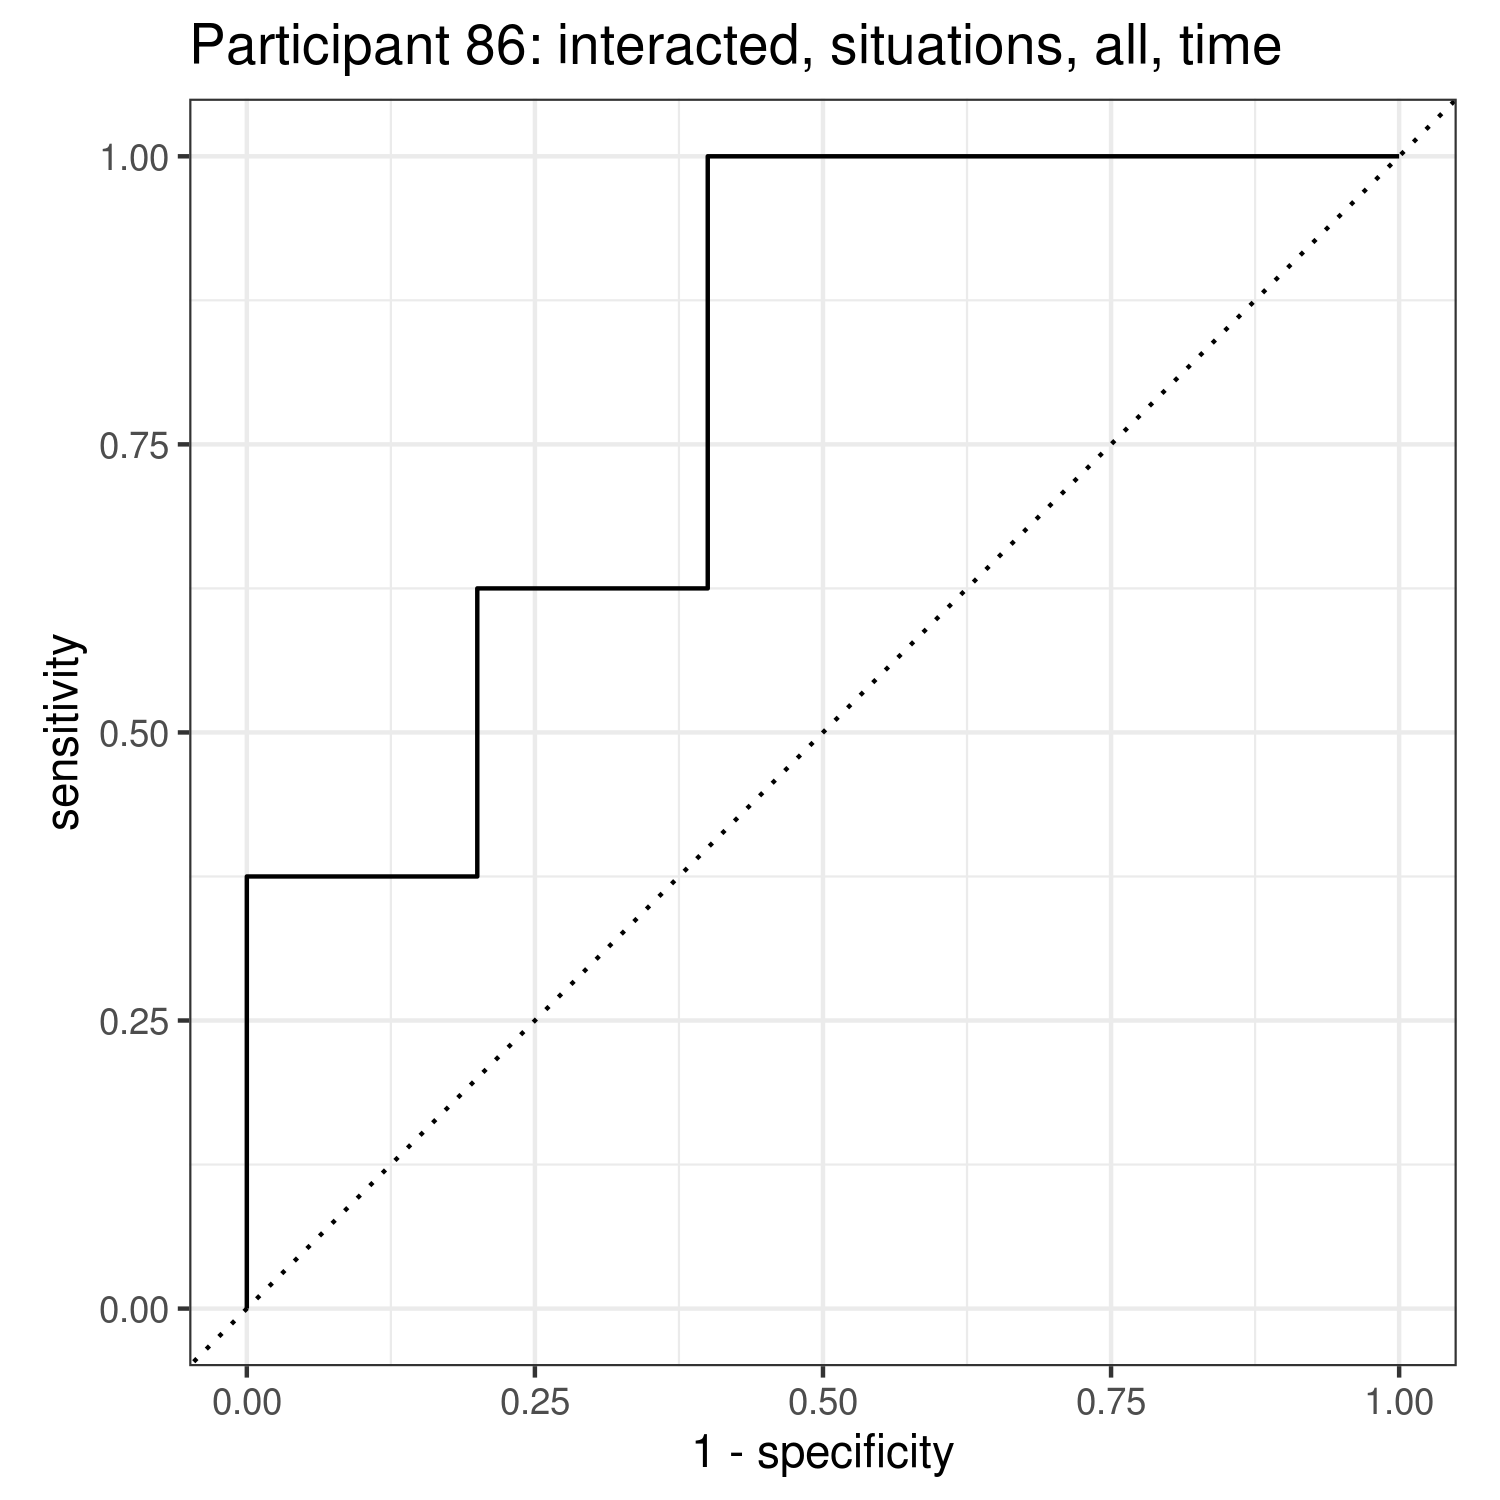 Participant 86: interacted, situations, all, time
1.00
0.75
0.50
0.25
0.00
sensitivity
0.00 0.25 0.50 0.75 1.00
1 - specificity